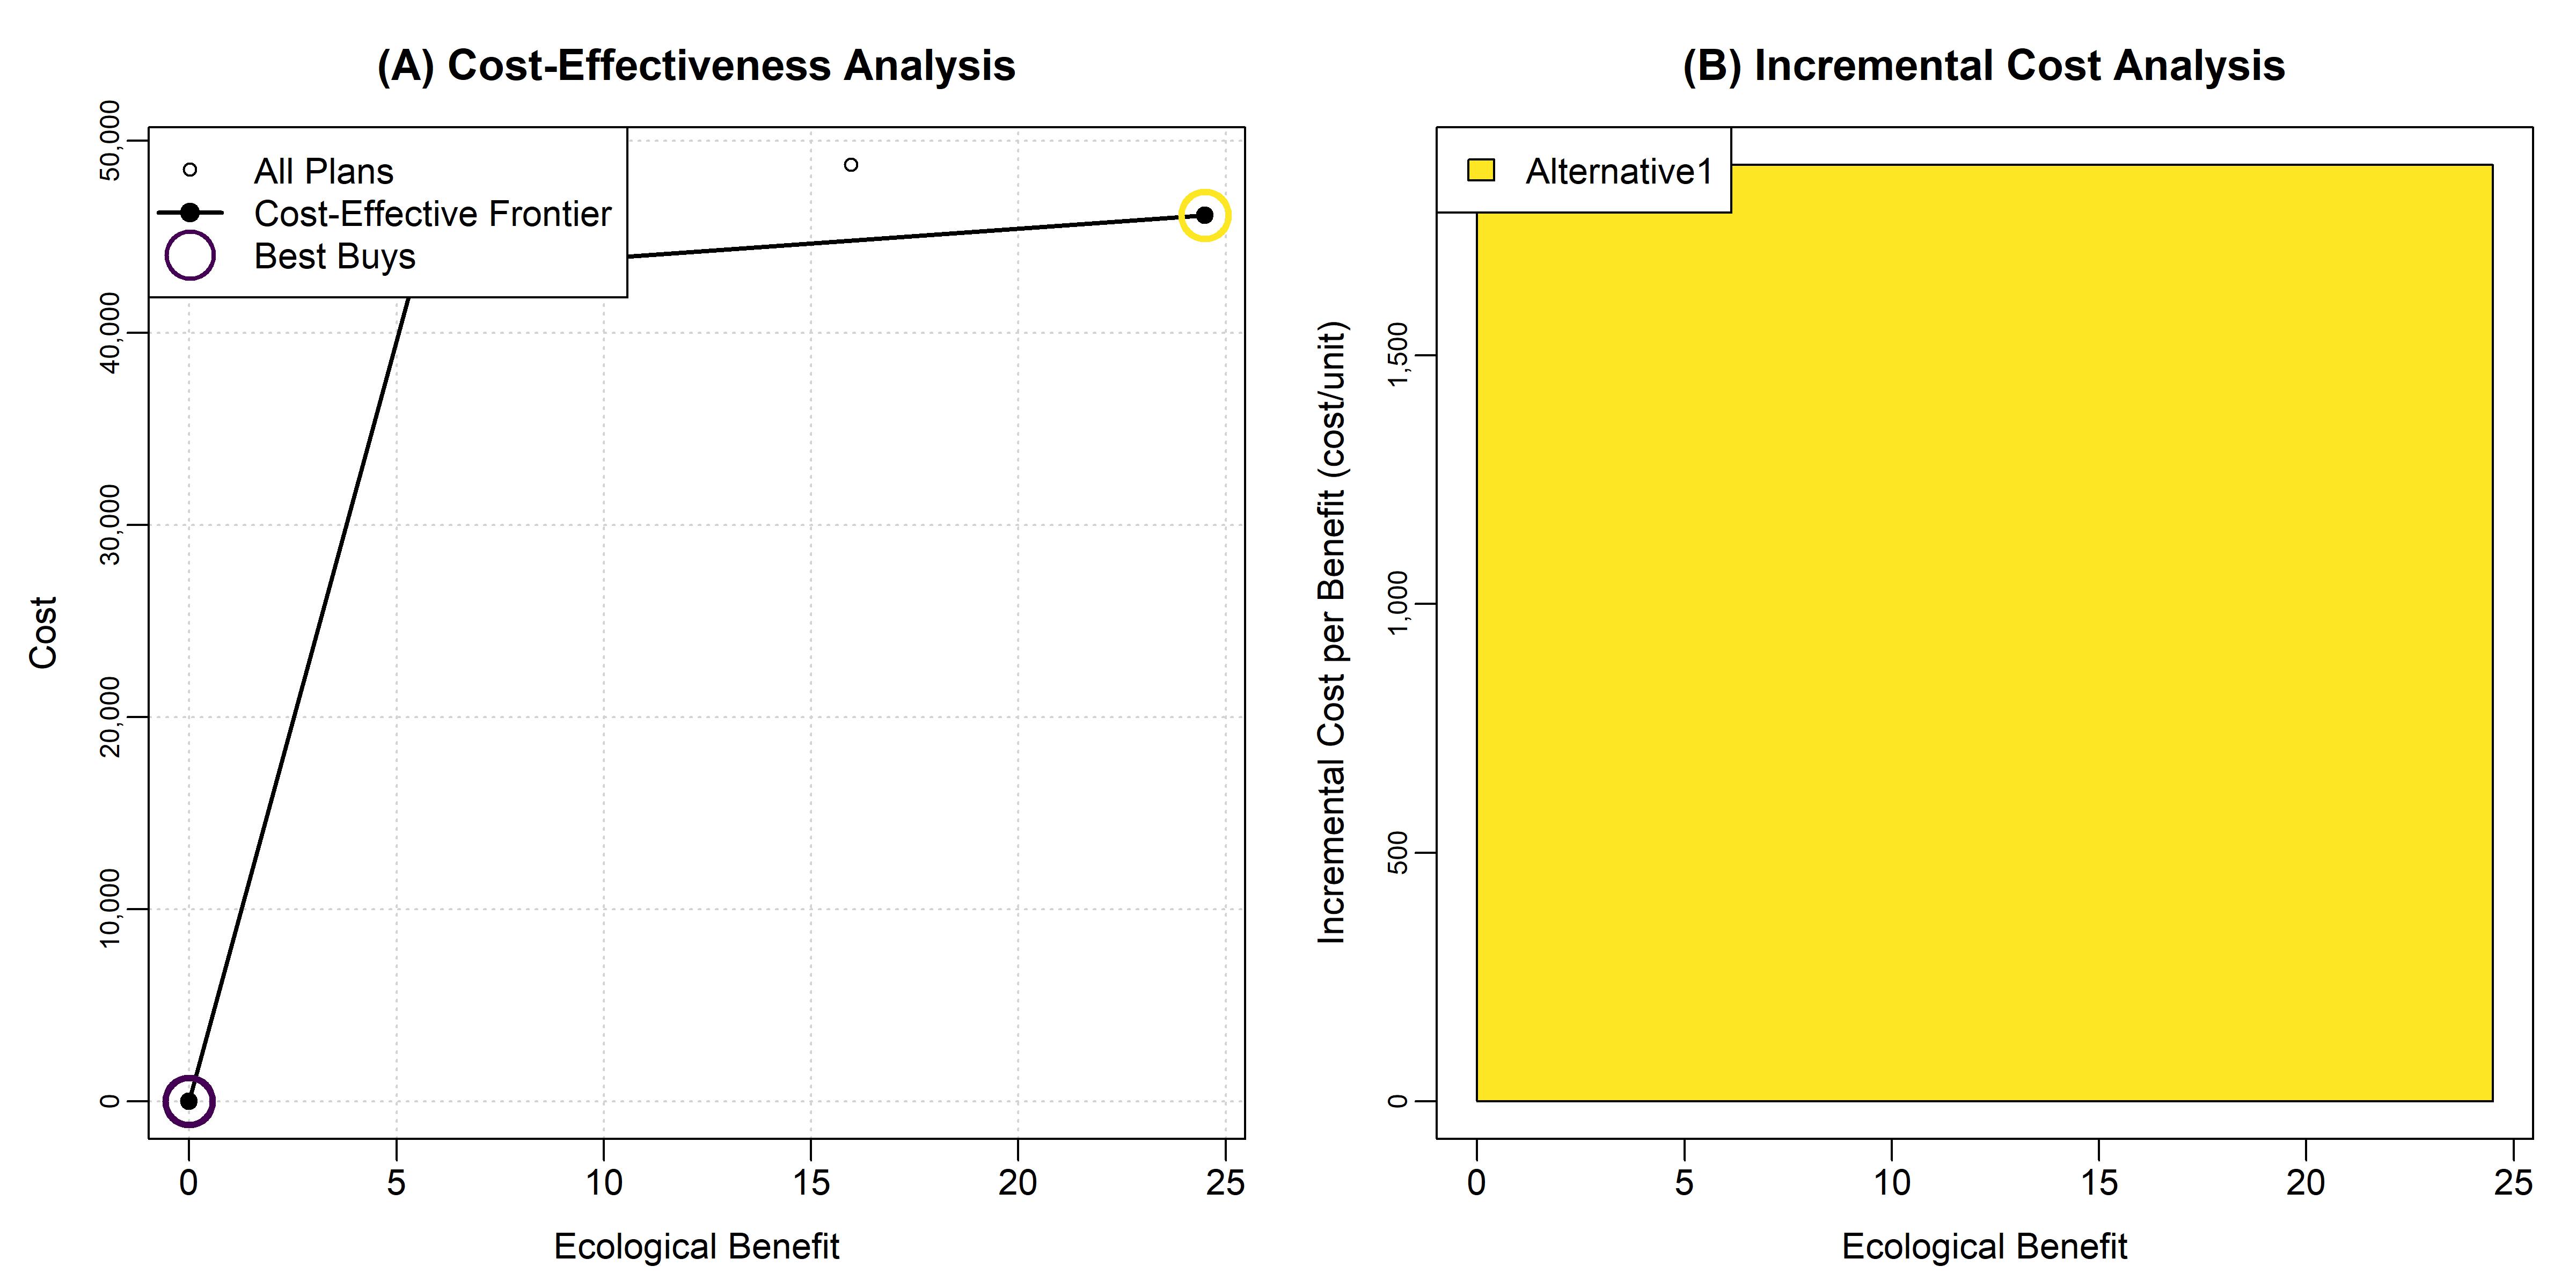 (A) Cost-Effectiveness Analysis
All Plans
Cost-Effective Frontier
Best Buys
50,000
40,000
30,000
20,000
10,000
0
Cost
0 5 10 15 20 25
Ecological Benefit
(B) Incremental Cost Analysis
Alternative1
1,500
1,000
500
0
Incremental Cost per Benefit (cost/unit)
0 5 10 15 20 25
Ecological Benefit